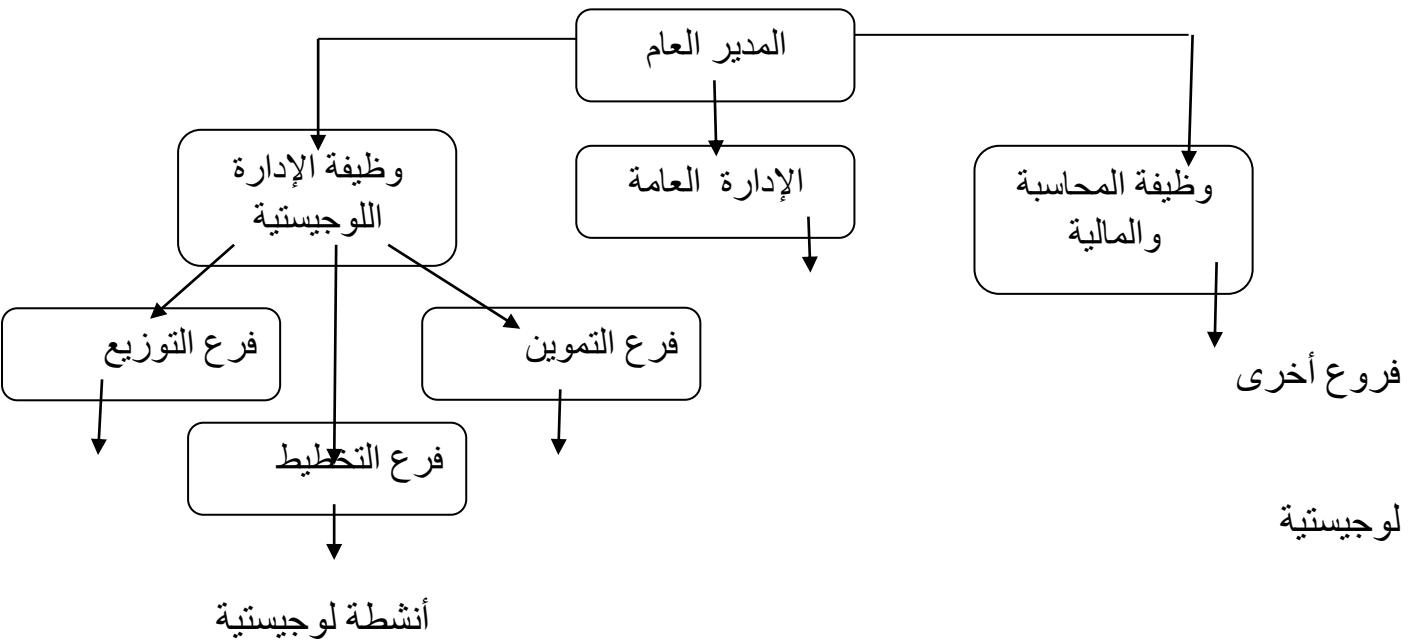 المدير العام
وظيفة المحاسبة
والمالية
الإدارة العامة
وظيفة الإدارة
اللوجيستية
فرع التموين
فرع التوزيع
فرع التخطيط
فروع أخرى
لوجيستية
أنشطة لوجيستية